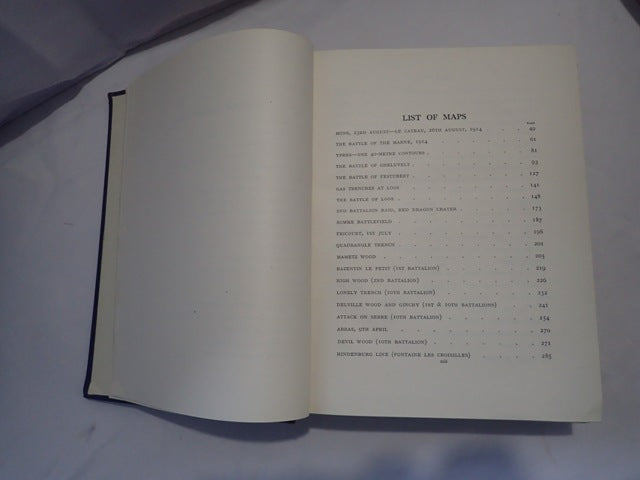 LIST OF MAPS
PAGE
MONS, 23RD AUGUST—LE CATEAU, 26TH AUGUST, 1914 . . 40
THE BATTLE OF THE MARNE, 1914 . . . . . . 61
YPRES—THE 40-METRE CONTOURS . . . . . . 81
THE BATTLE OF GHELUVELT . . . . . . . 93
THE BATTLE OF FESTUBERT . . . . . . . 127
GAS TRENCHES AT LOOS . . . . . . . 141
THE BATTLE OF LOOS . . . . . . . 148
2ND BATTALION RAID, RED DRAGON CRATER . . . . . 173
SOMME BATTLEFIELD . . . . . . . 187
FRICOURT, 1ST JULY . . . . . . . 196
QUADRANGLE TRENCH . . . . . . . 201
MAMETZ WOOD . . . . . . . 205
BAZENTIN LE PETIT (1ST BATTALION) . . . . . 219
HIGH WOOD (2ND BATTALION) . . . . . . 226
LONELY TRENCH (10TH BATTALION) . . . . . . 232
DELVILLE WOOD AND GINCHY (1ST & 10TH BATTALIONS) . . . 241
ATTACK ON SERRE (10TH BATTALION) . . . . . . 254
ARRAS, 9TH APRIL . . . . . . . 270
DEVIL WOOD (10TH BATTALION) . . . . . . 271
HINDENBURG LINE (FONTAINE LES CROISILLES) . . . . 285